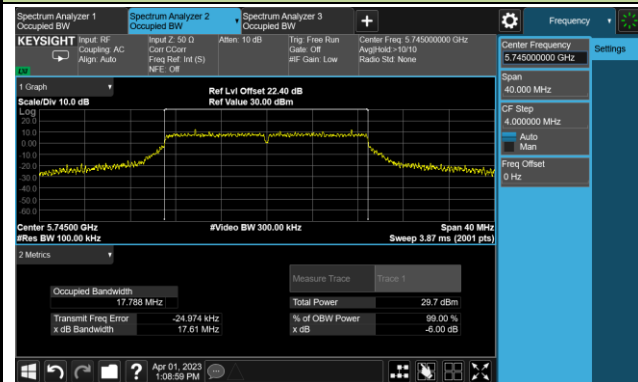 Spectrum Analyzer 1
Occupied BW
Spectrum Analyzer 2
Occupied BW
Spectrum Analyzer 3
Occupied BW
+
Frequency
KEYSIGHT
Input: RF
Coupling: AC
Align: Auto
Input Z: 50 Ω
Corr CCorr
Freq Ref: Int (S)
NFE: Off
Atten: 10 dB
Trig: Free Run
Gate: Off
#IF Gain: Low
Center Freq: 5.745000000 GHz
Avg|Hold:>10/10
Radio Std: None
LXI
Center Frequency
5.745000000 GHz
Settings
Span
40.000 MHz
CF Step
4.000000 MHz
Auto
Man
Freq Offset
0 Hz
1 Graph
Scale/Div 10.0 dB
Ref Lvl Offset 22.40 dB
Ref Value 30.00 dBm
Log
20.0
10.0
0.00
-10.0
-20.0
-30.0
-40.0
-50.0
-60.0
Center 5.74500 GHz
#Res BW 100.00 kHz
#Video BW 300.00 kHz
Span 40 MHz
Sweep 3.87 ms (2001 pts)
2 Metrics
Measure Trace
Trace 1
Occupied Bandwidth
17.788 MHz
Total Power
29.7 dBm
Transmit Freq Error
-24.974 kHz
% of OBW Power
99.00 %
x dB Bandwidth
17.61 MHz
x dB
-6.00 dB
?
Apr 01, 2023
1:08:59 PM